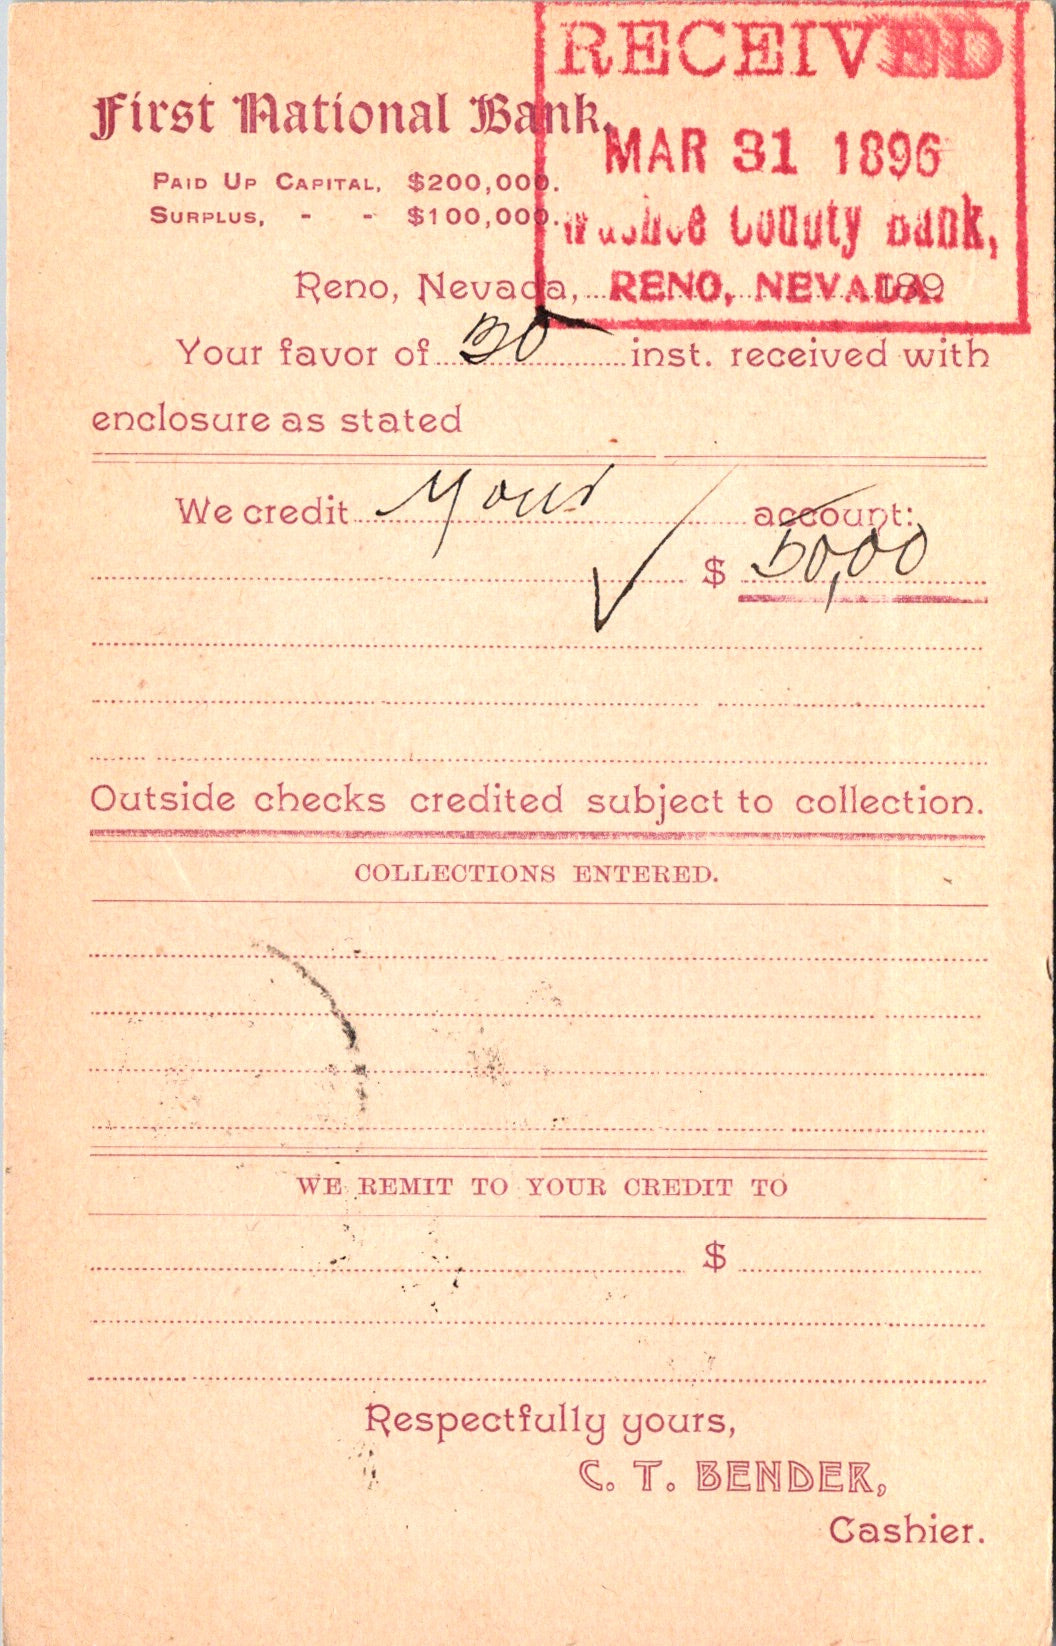 RECEIVED
MAR 31 1896
Washoe County Bank,
RENO, NEVADA.
First National Bank,
PAID UP CAPITAL, $200,000.
SURPLUS, - - $100,000.
Reno, Nevada, 189
Your favor of 30 inst. received with
enclosure as stated
We credit your account:
$ 50,00
Outside checks credited subject to collection.
COLLECTIONS ENTERED.
WE REMIT TO YOUR CREDIT TO
$
Respectfully yours,
C. T. BENDER,
Cashier.